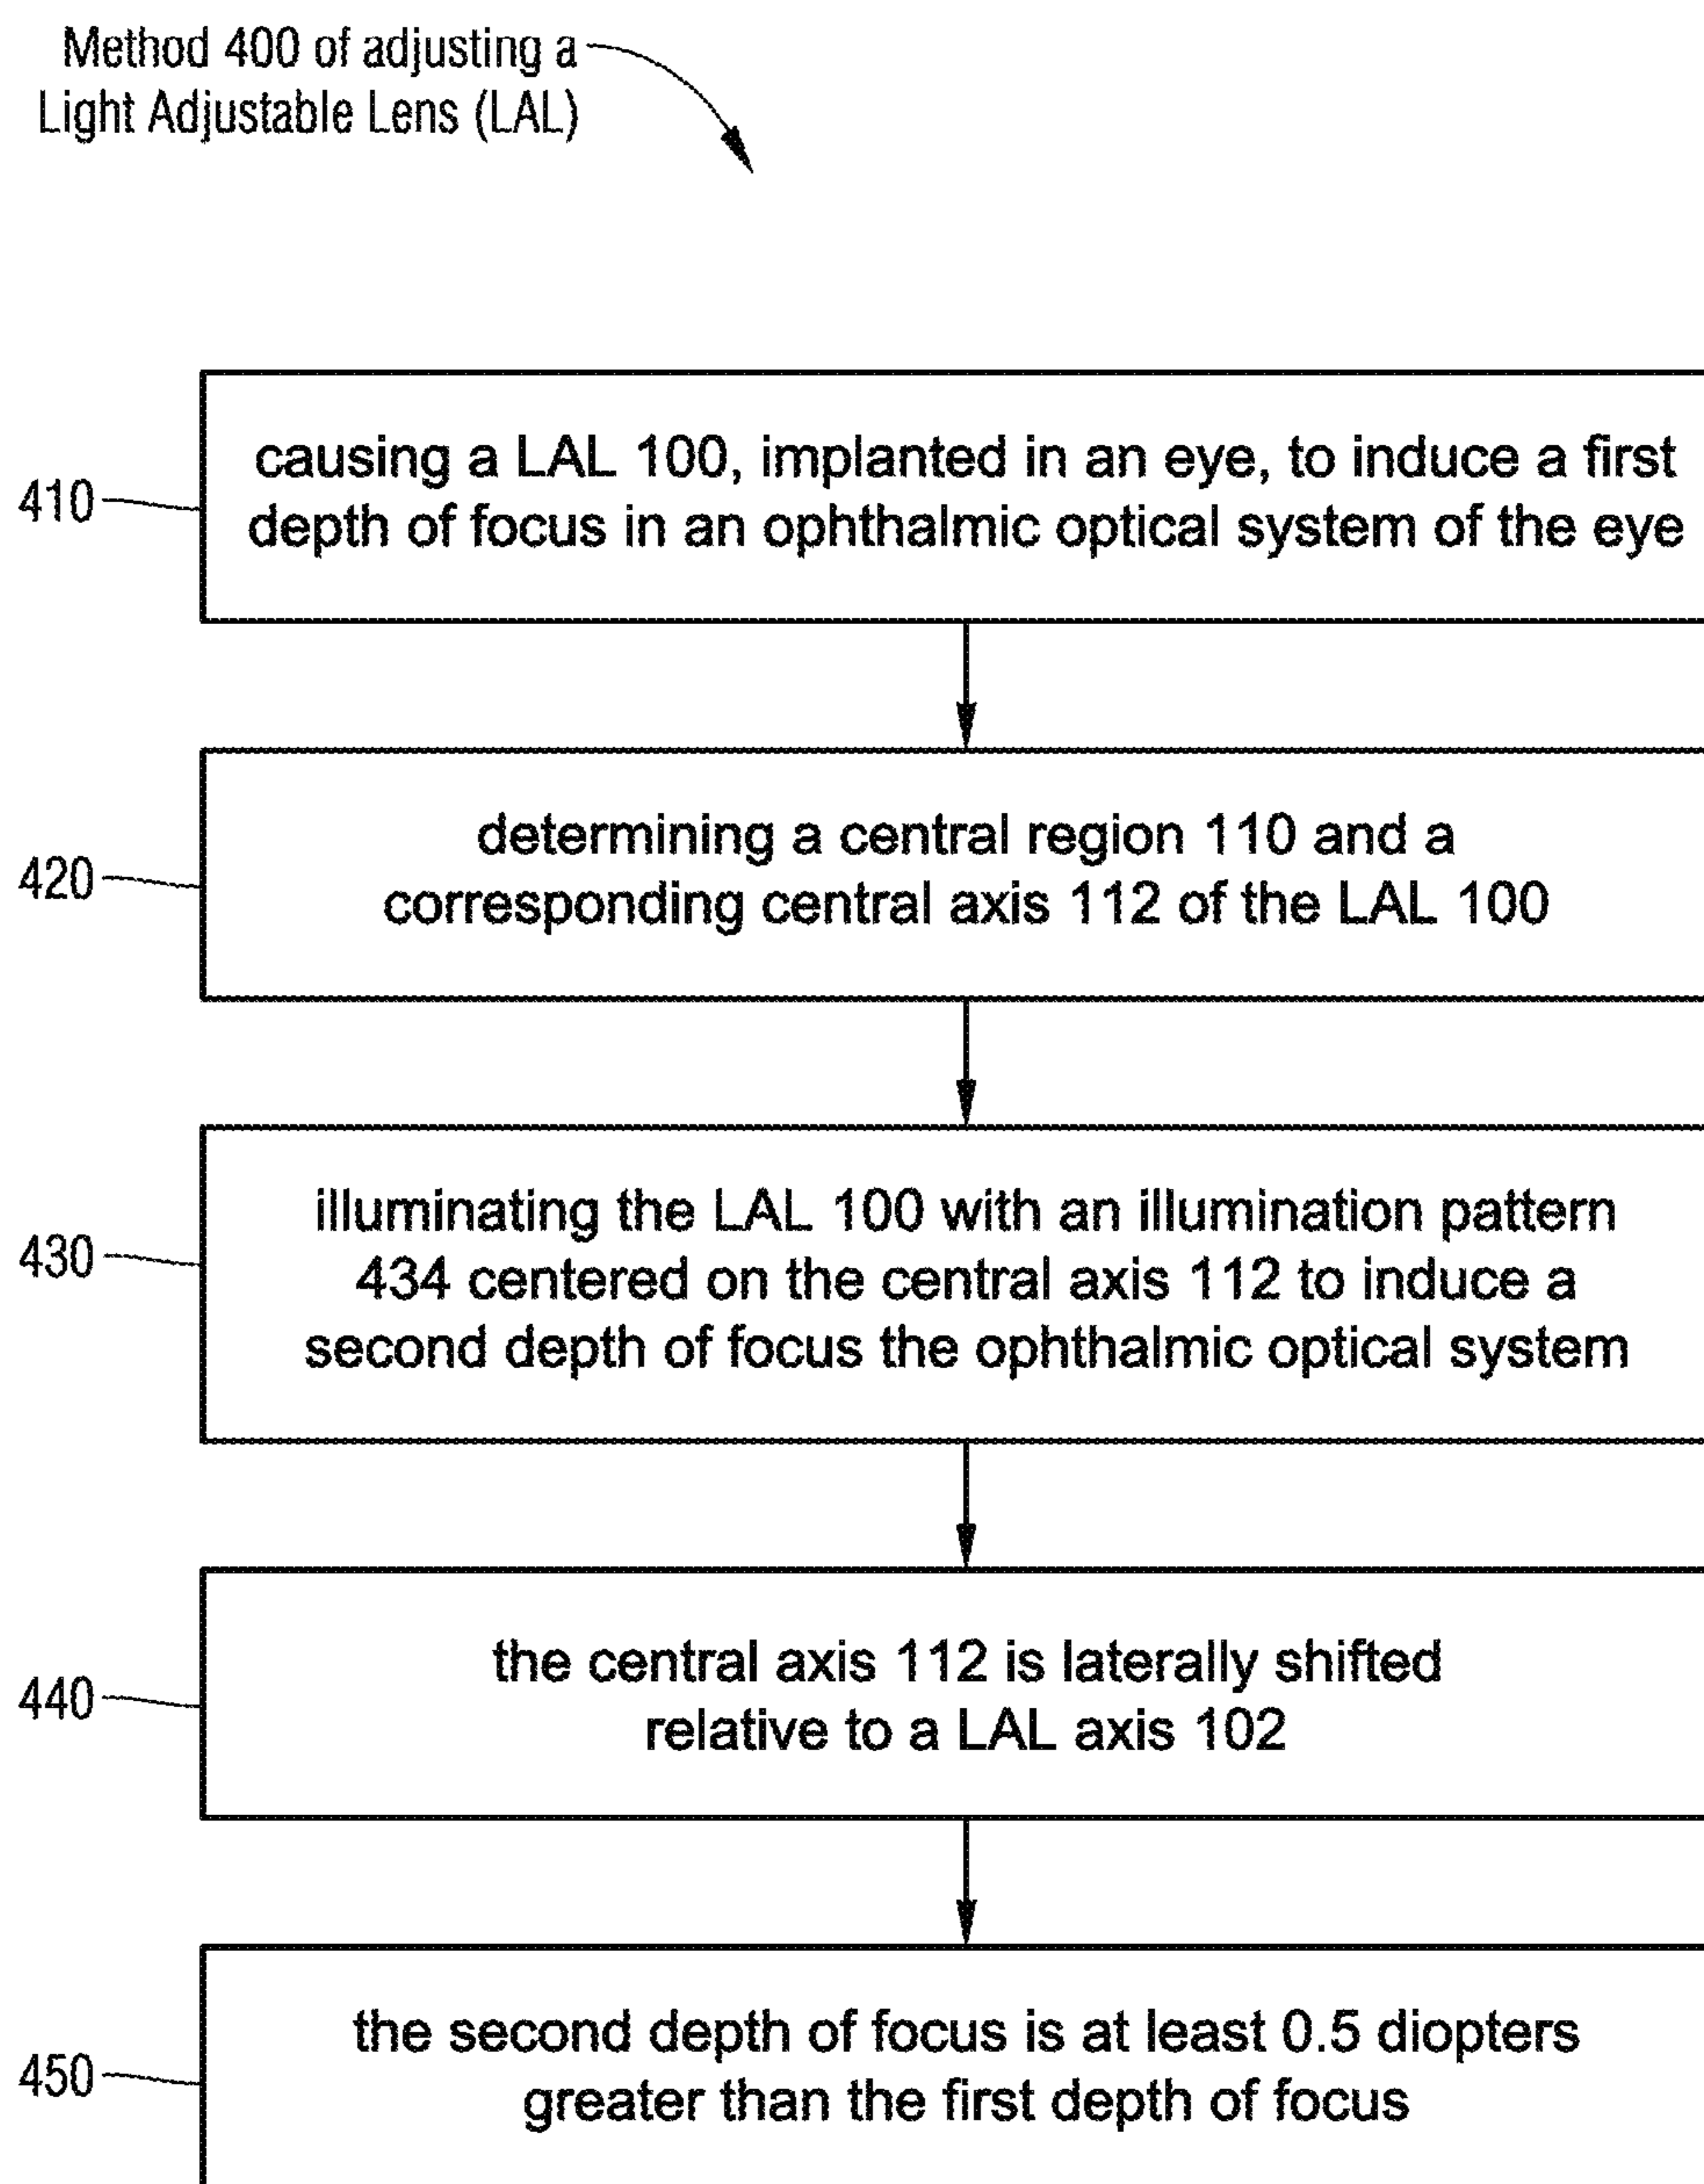 Method 400 of adjusting a
Light Adjustable Lens (LAL)
410
causing a LAL 100, implanted in an eye, to induce a first
depth of focus in an ophthalmic optical system of the eye
420
determining a central region 110 and a
corresponding central axis 112 of the LAL 100
430
illuminating the LAL 100 with an illumination pattern
434 centered on the central axis 112 to induce a
second depth of focus the ophthalmic optical system
440
the central axis 112 is laterally shifted
relative to a LAL axis 102
450
the second depth of focus is at least 0.5 diopters
greater than the first depth of focus